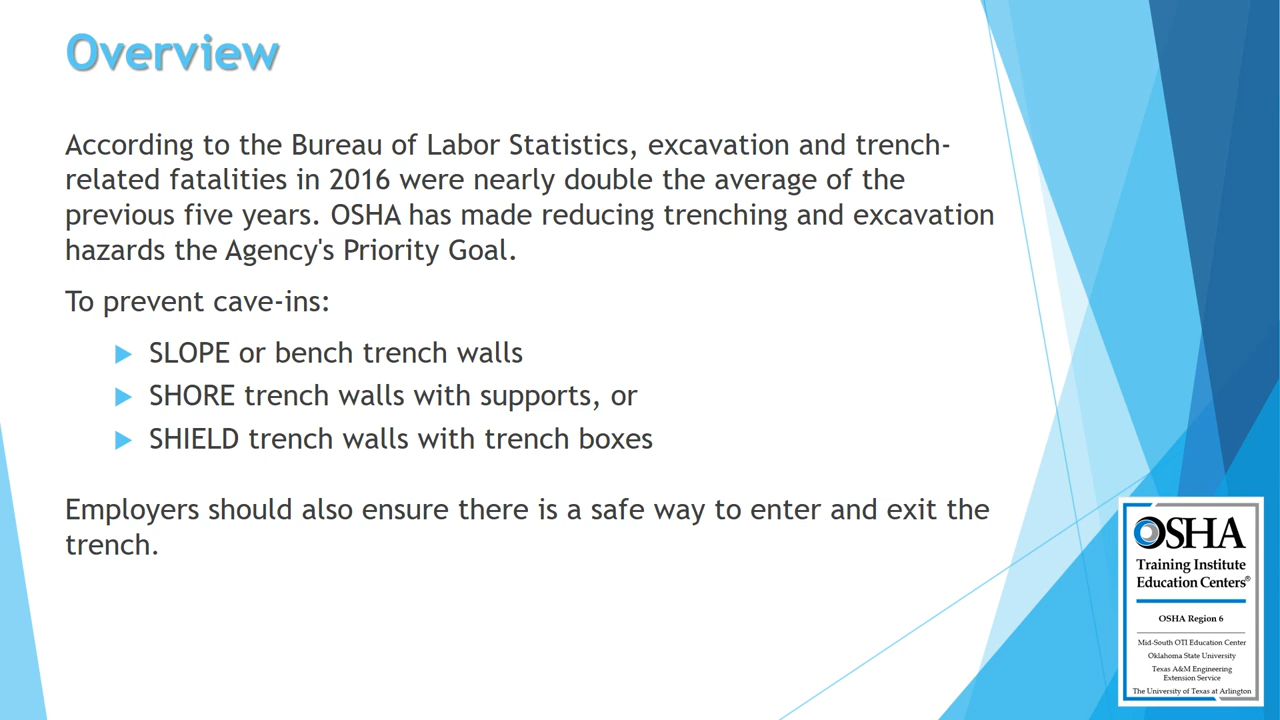 Overview
According to the Bureau of Labor Statistics, excavation and trench-
related fatalities in 2016 were nearly double the average of the
previous five years. OSHA has made reducing trenching and excavation
hazards the Agency's Priority Goal.
To prevent cave-ins:
SLOPE or bench trench walls
SHORE trench walls with supports, or
SHIELD trench walls with trench boxes
Employers should also ensure there is a safe way to enter and exit the
trench.
OSHA
Training Institute
Education Centers®
OSHA Region 6
Mid-South OTI Education Center
Oklahoma State University
Texas A&M Engineering
Extension Service
The University of Texas at Arlington